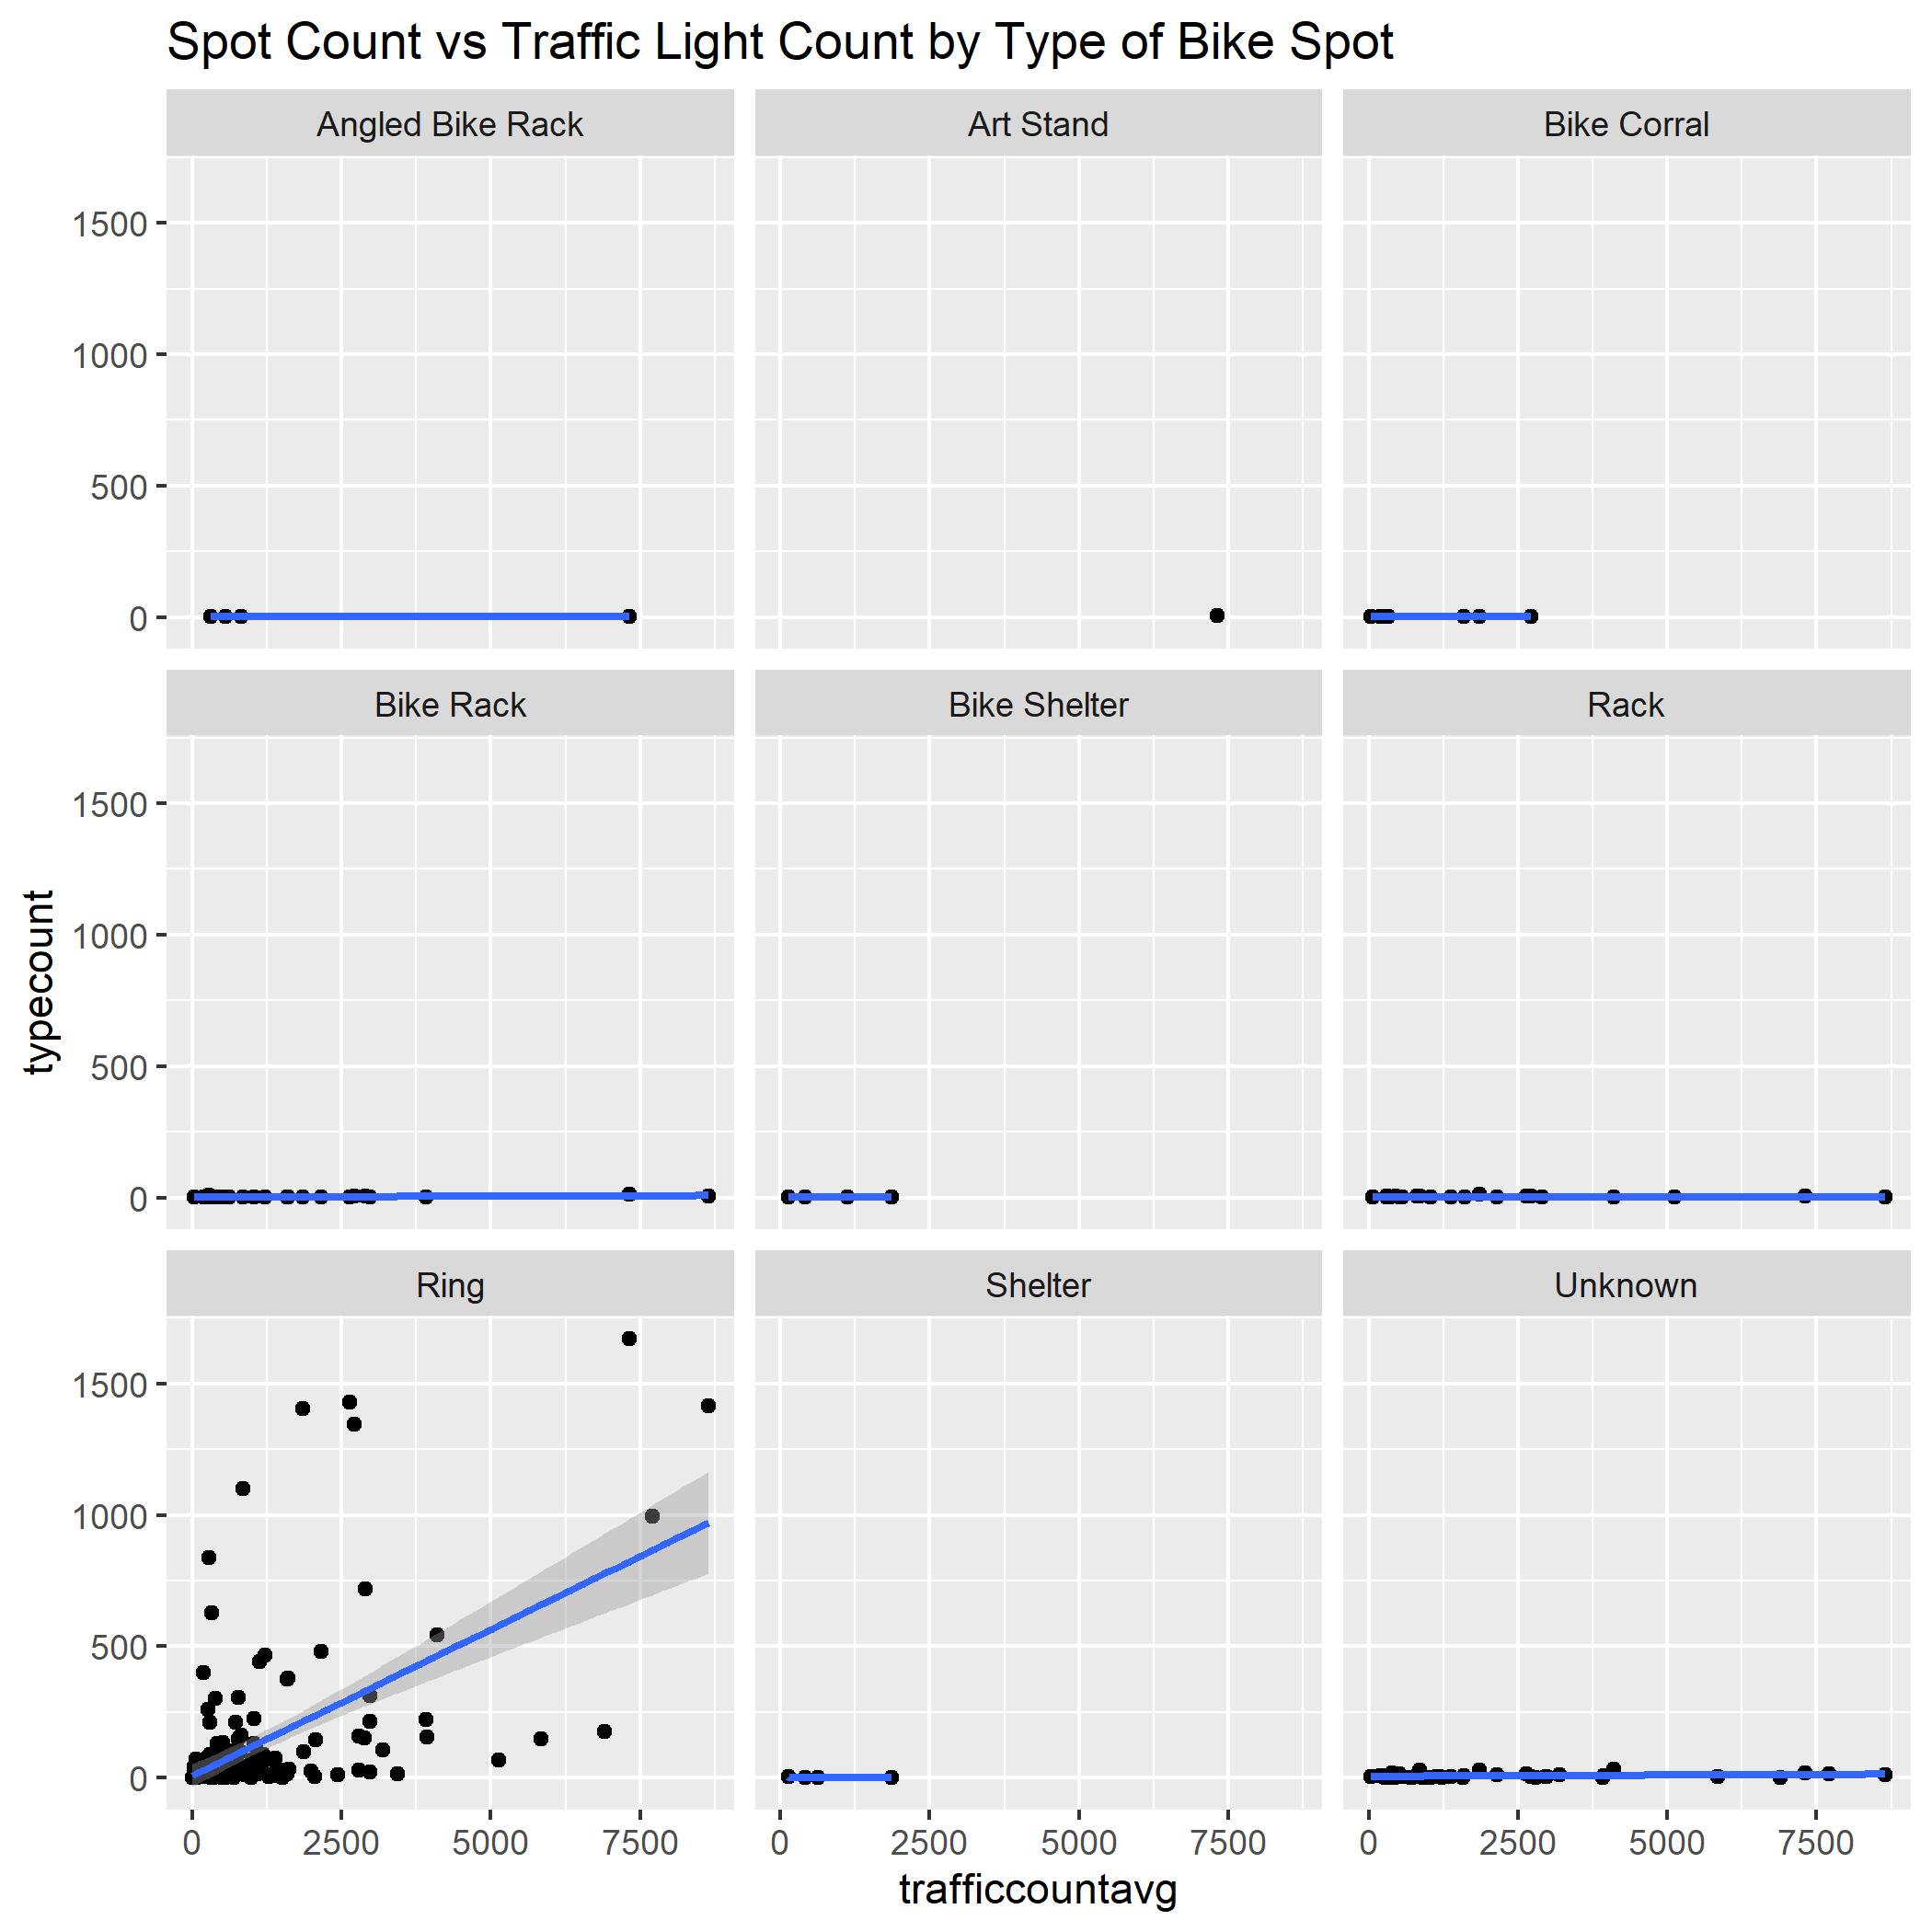 Spot Count vs Traffic Light Count by Type of Bike Spot
Angled Bike Rack
Art Stand
Bike Corral
1500
1000
500
0
Bike Rack
Bike Shelter
Rack
1500
1000
500
0
typecount
Ring
Shelter
Unknown
1500
1000
500
0
0 2500 5000 7500
0 2500 5000 7500
0 2500 5000 7500
trafficcountavg